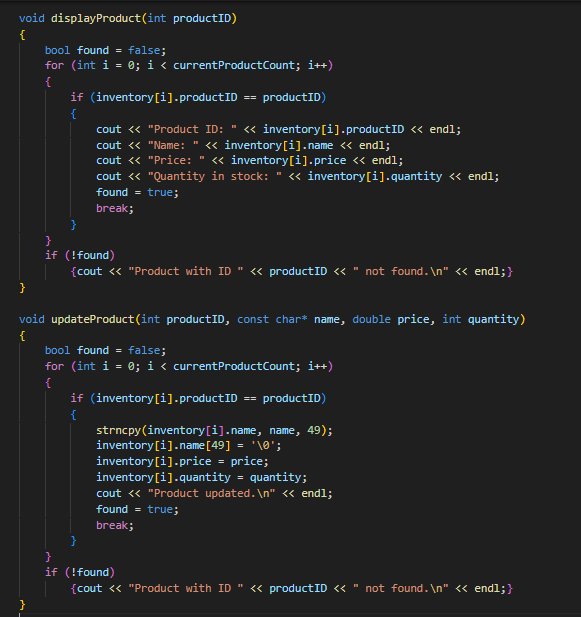 void displayProduct(int productID)
{
    bool found = false;
    for (int i = 0; i < currentProductCount; i++)
    {
        if (inventory[i].productID == productID)
        {
            cout << "Product ID: " << inventory[i].productID << endl;
            cout << "Name: " << inventory[i].name << endl;
            cout << "Price: " << inventory[i].price << endl;
            cout << "Quantity in stock: " << inventory[i].quantity << endl;
            found = true;
            break;
        }
    }
    if (!found)
        {cout << "Product with ID " << productID << " not found.\n" << endl;}
}

void updateProduct(int productID, const char* name, double price, int quantity)
{
    bool found = false;
    for (int i = 0; i < currentProductCount; i++)
    {
        if (inventory[i].productID == productID)
        {
            strncpy(inventory[i].name, name, 49);
            inventory[i].name[49] = '\0';
            inventory[i].price = price;
            inventory[i].quantity = quantity;
            cout << "Product updated.\n" << endl;
            found = true;
            break;
        }
    }
    if (!found)
        {cout << "Product with ID " << productID << " not found.\n" << endl;}
}